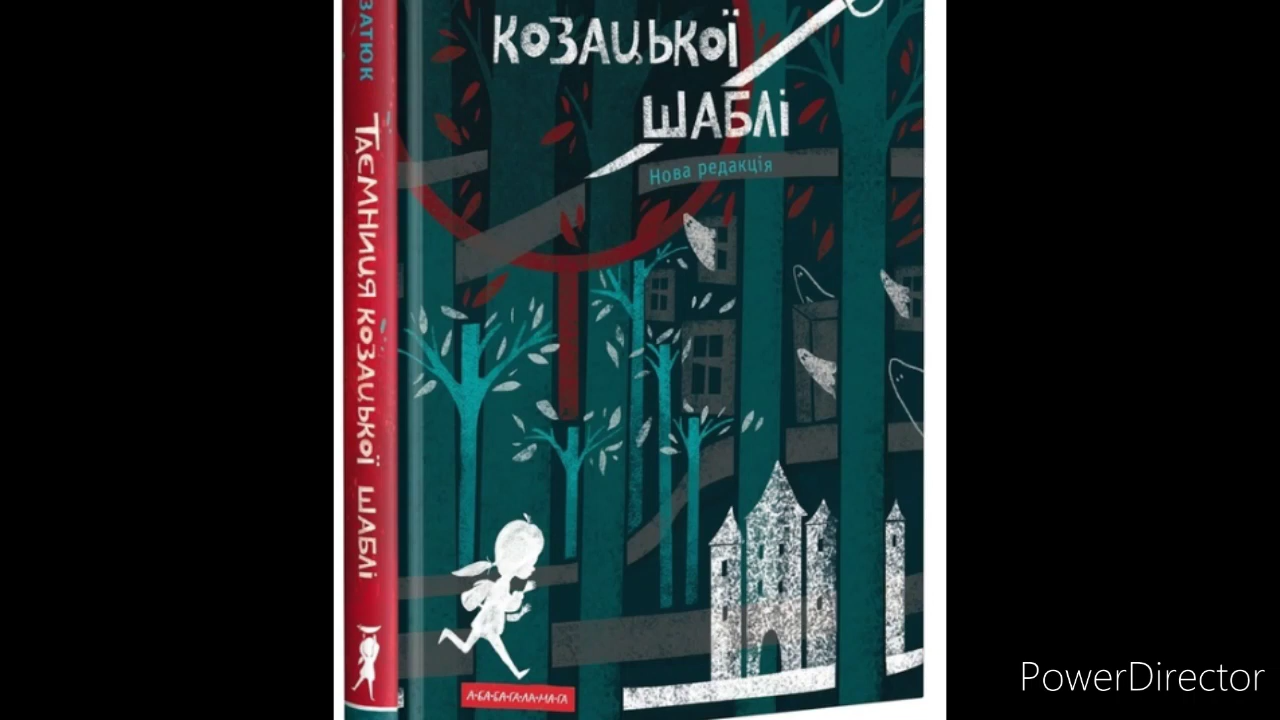 КОЗАЦЬКОЇ
ШАБЛІ
Нова редакція
ТАЄМНИЦЯ КОЗАЦЬКОЇ ШАБЛІ
А-БА-БА-ГА-ЛА-МА-ГА
PowerDirector